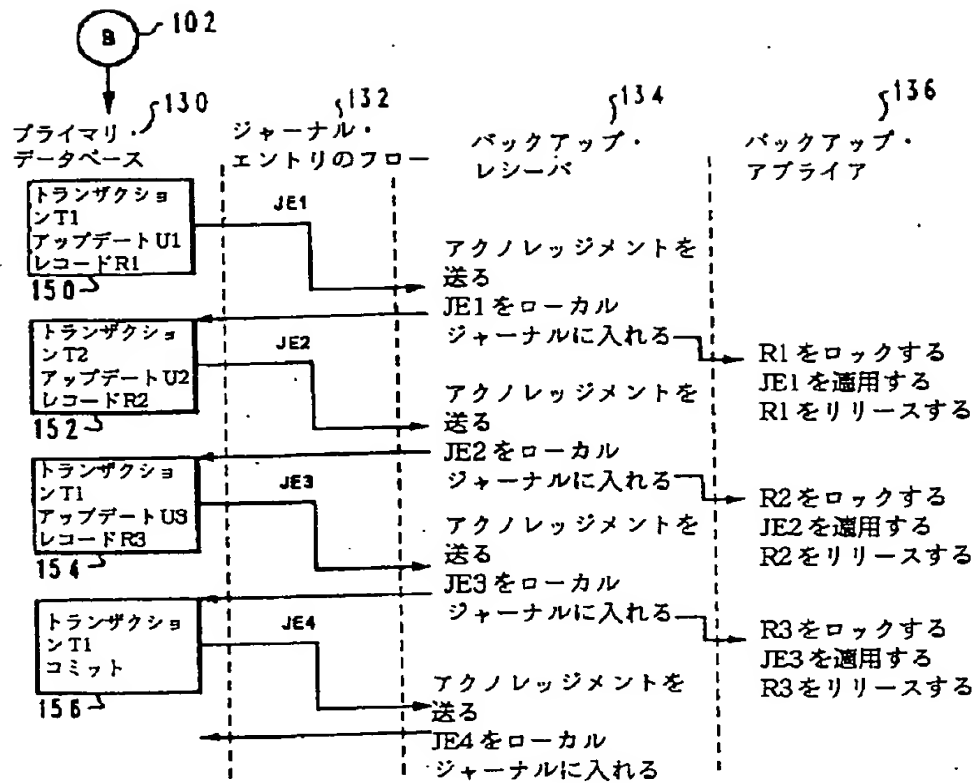 B
102
130
プライマリ・
データベース
132
ジャーナル・
エントリのフロー
134
バックアップ・
レシーバ
136
バックアップ・
アプライア
トランザクショ
ンT1
アップデートU1
レコードR1
150
JE1
アクノレッジメントを
送る
JE1をローカル
ジャーナルに入れる
R1をロックする
JE1を適用する
R1をリリースする
トランザクショ
ンT2
アップデートU2
レコードR2
152
JE2
アクノレッジメントを
送る
JE2をローカル
ジャーナルに入れる
R2をロックする
JE2を適用する
R2をリリースする
トランザクショ
ンT1
アップデートU3
レコードR3
154
JE3
アクノレッジメントを
送る
JE3をローカル
ジャーナルに入れる
R3をロックする
JE3を適用する
R3をリリースする
トランザクショ
ンT1
コミット
156
JE4
アクノレッジメントを
送る
JE4をローカル
ジャーナルに入れる